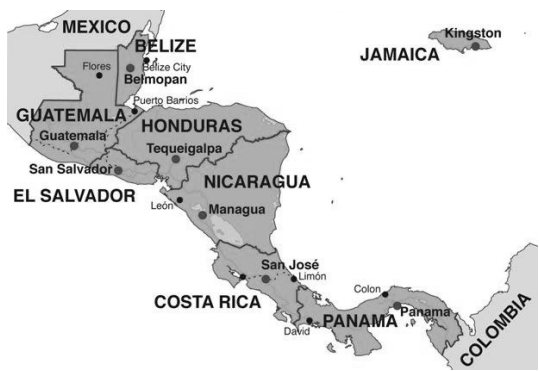 MEXICO
Kingston
BELIZE
JAMAICA
Flores
Belize City
Belmopan
Puerto Barrios
GUATEMALA
HONDURAS
Guatemala
Tequeigalpa
San Salvador
NICARAGUA
EL SALVADOR
León
Managua
San José
Limón
COSTA RICA
Colon
Panama
PANAMA
David
COLOMBIA